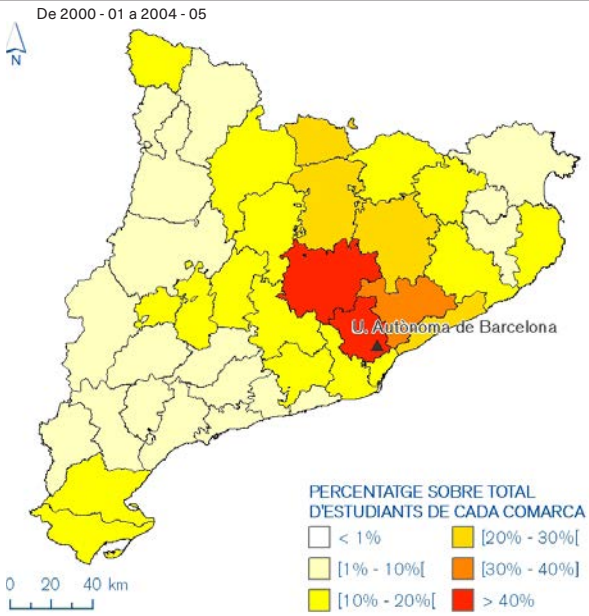 De 2000 - 01 a 2004 - 05
N
U. Autònoma de Barcelona
PERCENTATGE SOBRE TOTAL
D'ESTUDIANTS DE CADA COMARCA
< 1% [20% - 30%[
[1% - 10%[ [30% - 40%]
[10% - 20%[ > 40%
0 20 40 km